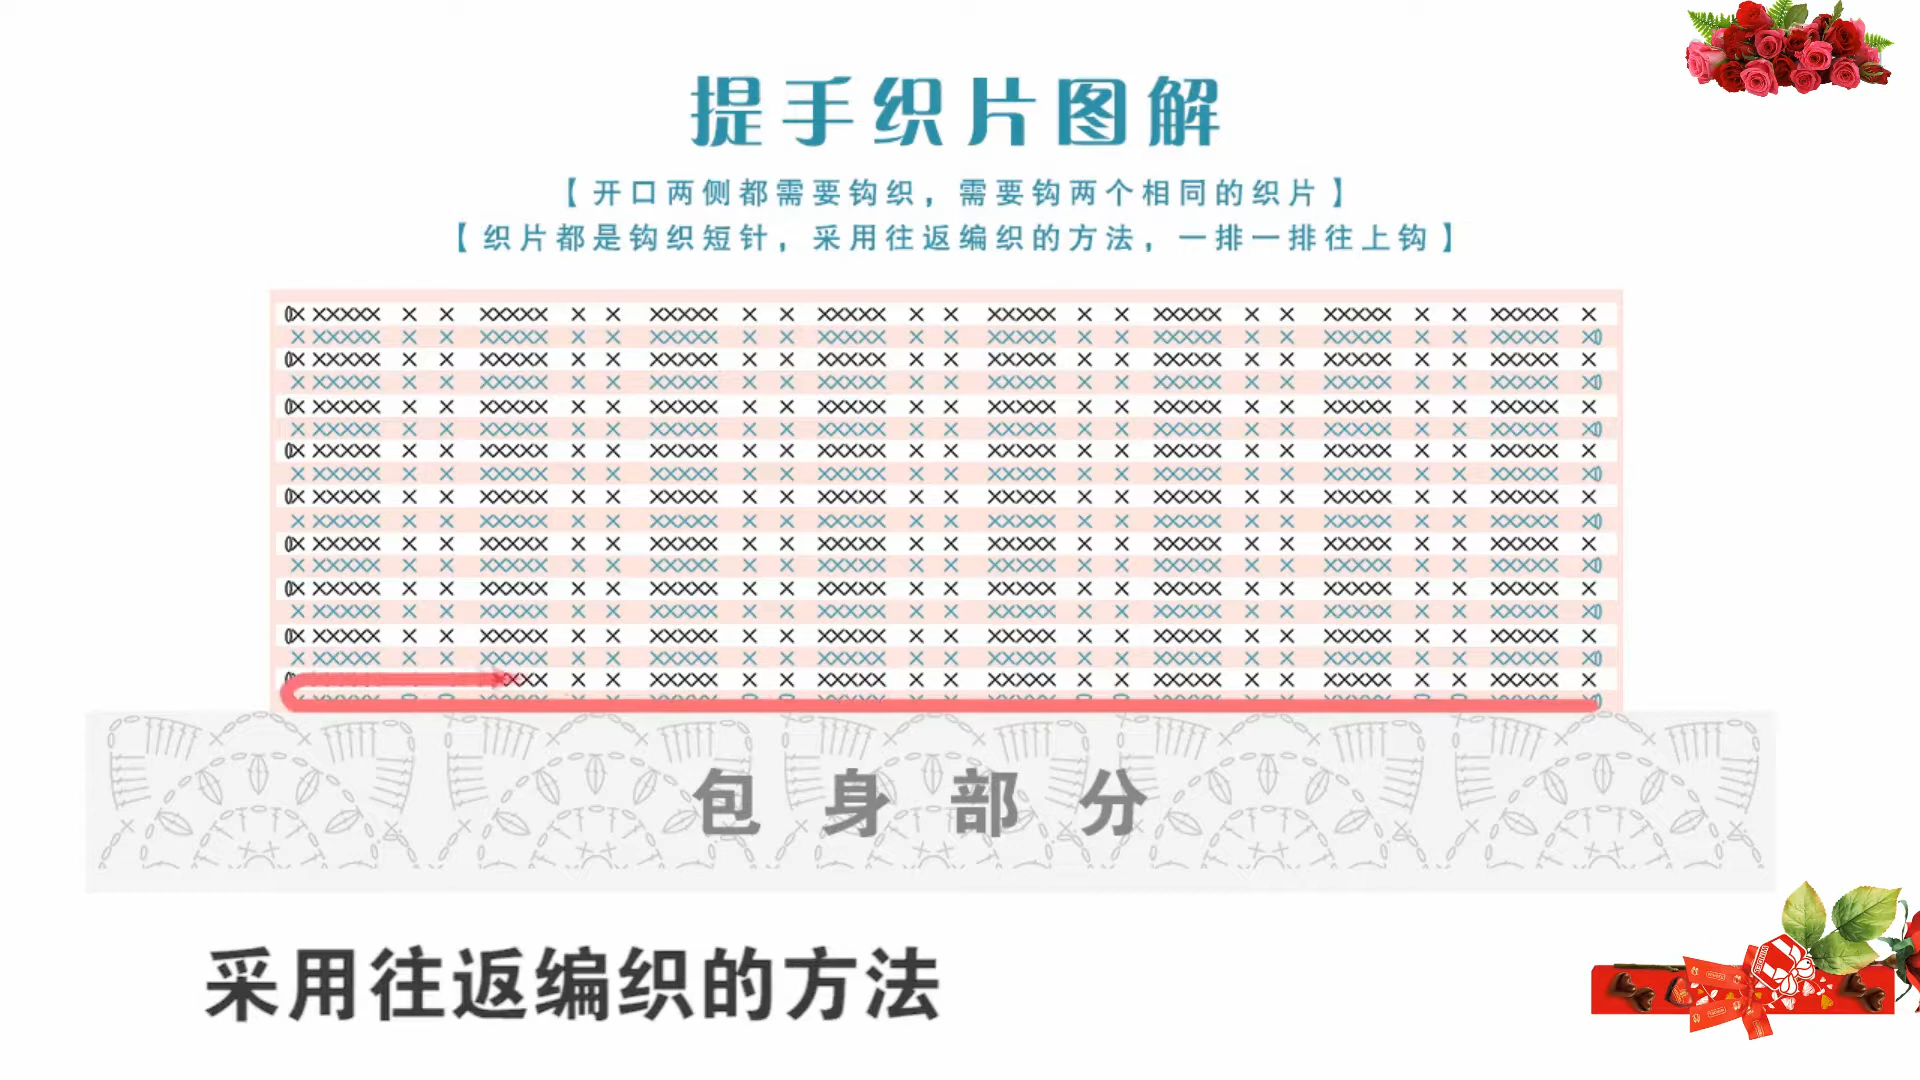 提手织片图解
【开口两侧都需要钩织，需要钩两个相同的织片】
【织片都是钩织短针，采用往返编织的方法，一排一排往上钩】
包身部分
采用往返编织的方法